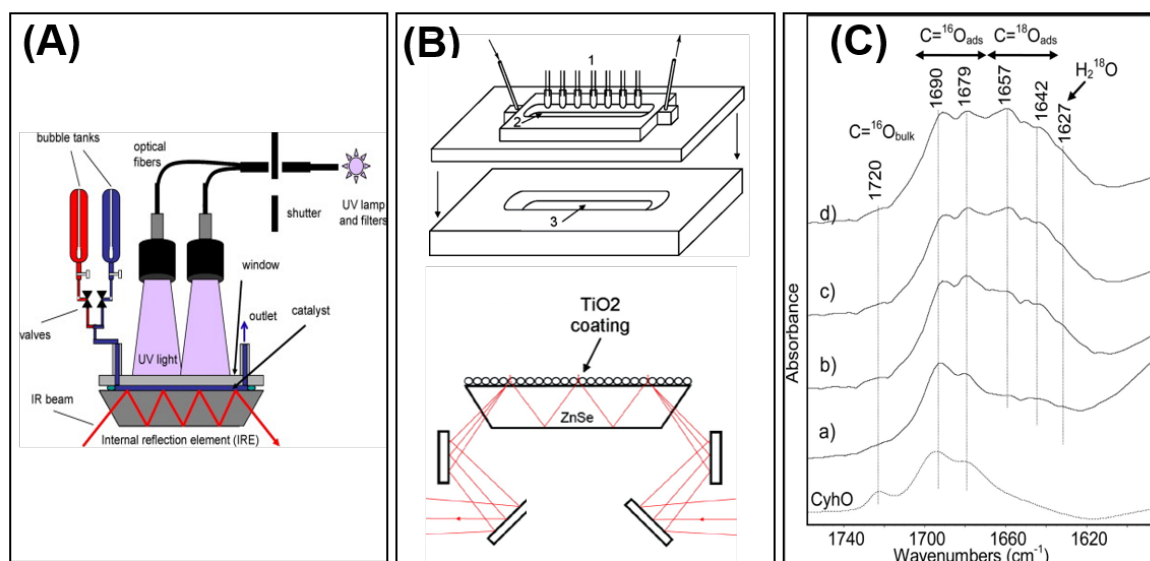 (A)
bubble tanks
optical
fibers
shutter
UV lamp
and filters
window
catalyst
outlet
valves
UV light
IR beam
Internal reflection element (IRE)
(B)
1
2
3
TiO2
coating
ZnSe
(C)
C=¹⁶Oads C=¹⁸Oads
H₂¹⁸O
C=¹⁶Obulk
1720
1690
1679
1657
1642
1627
d)
c)
b)
a)
CyhO
Absorbance
1740 1700 1660 1620
Wavenumbers (cm⁻¹)